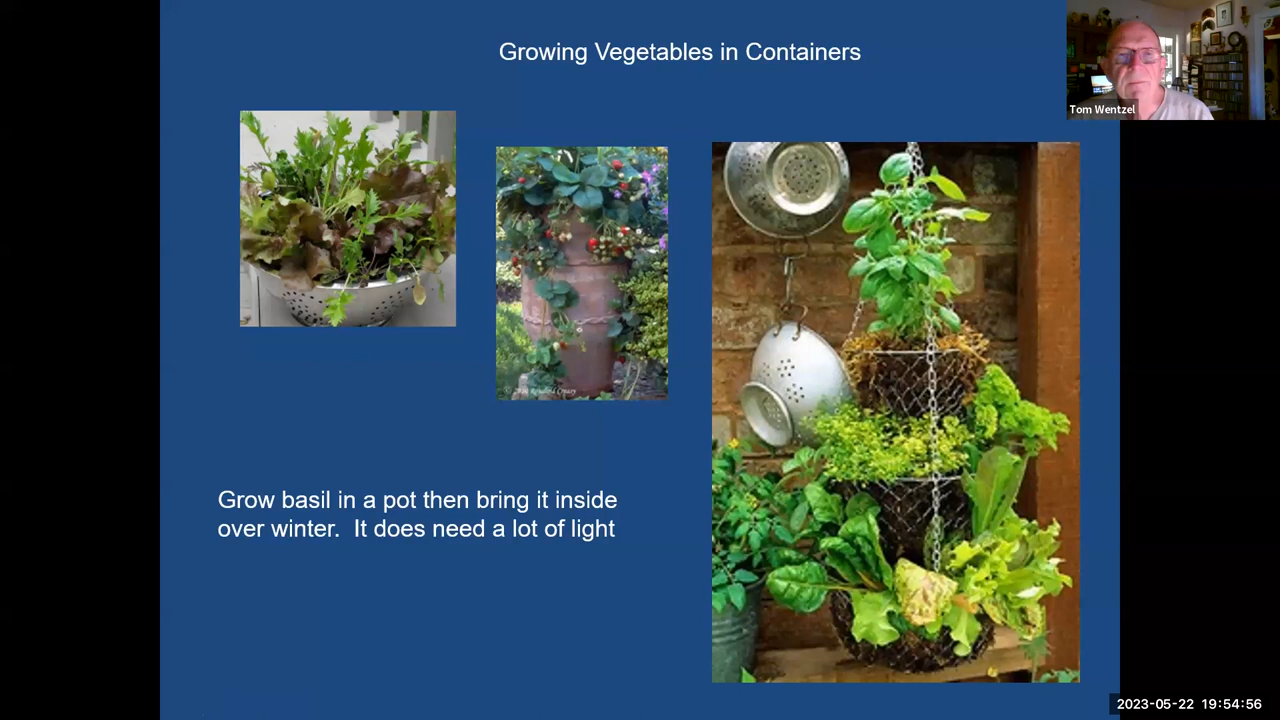 Growing Vegetables in Containers
Tom Wentzel
Grow basil in a pot then bring it inside
over winter.  It does need a lot of light
2023-05-22 19:54:56